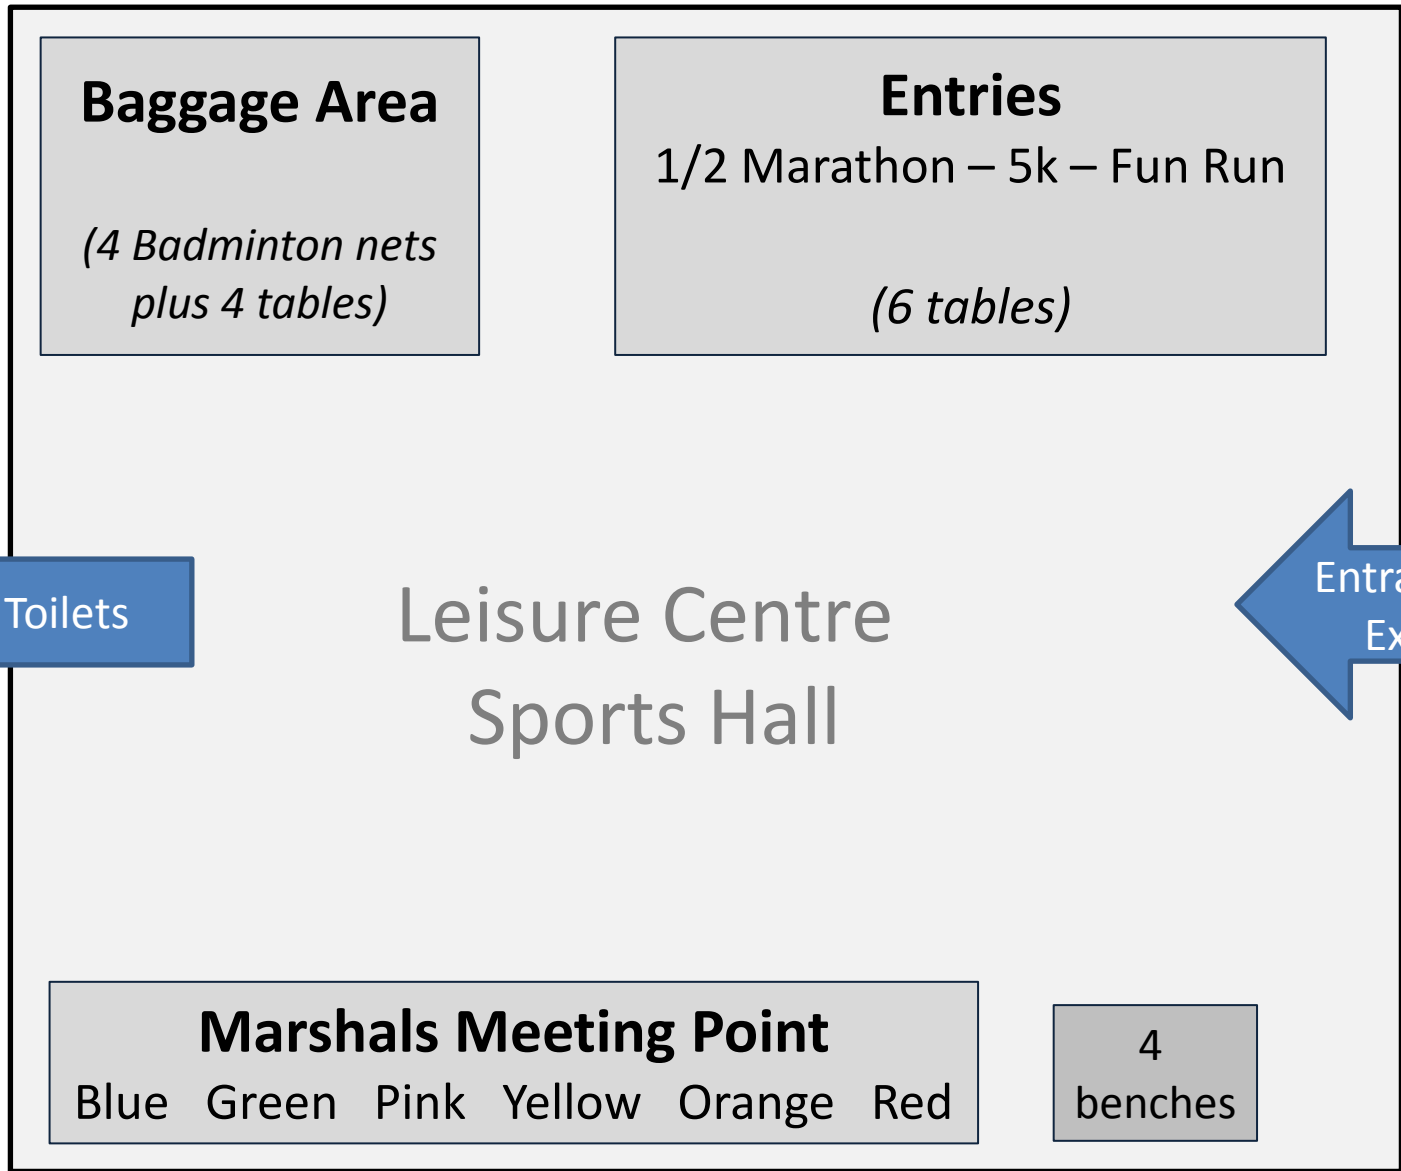 Baggage Area
(4 Badminton nets
plus 4 tables)
Entries
1/2 Marathon – 5k – Fun Run
(6 tables)
Toilets
Leisure Centre
Sports Hall
Marshals Meeting Point
Blue Green Pink Yellow Orange Red
4
benches